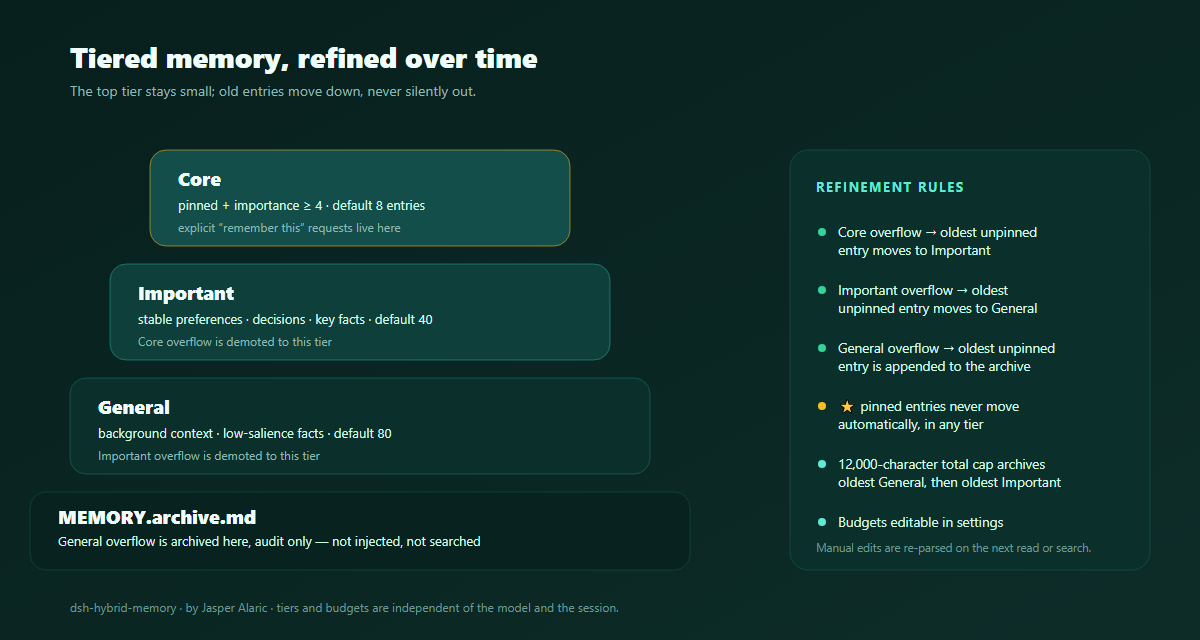 Tiered memory, refined over time
The top tier stays small; old entries move down, never silently out.
Core
pinned + importance ≥ 4 · default 8 entries
explicit “remember this” requests live here
Important
stable preferences · decisions · key facts · default 40
Core overflow is demoted to this tier
General
background context · low-salience facts · default 80
Important overflow is demoted to this tier
MEMORY.archive.md
General overflow is archived here, audit only — not injected, not searched
REFINEMENT RULES
Core overflow → oldest unpinned
entry moves to Important
Important overflow → oldest
unpinned entry moves to General
General overflow → oldest unpinned
entry is appended to the archive
★ pinned entries never move
automatically, in any tier
12,000-character total cap archives
oldest General, then oldest Important
Budgets editable in settings
Manual edits are re-parsed on the next read or search.
dsh-hybrid-memory · by Jasper Alaric · tiers and budgets are independent of the model and the session.